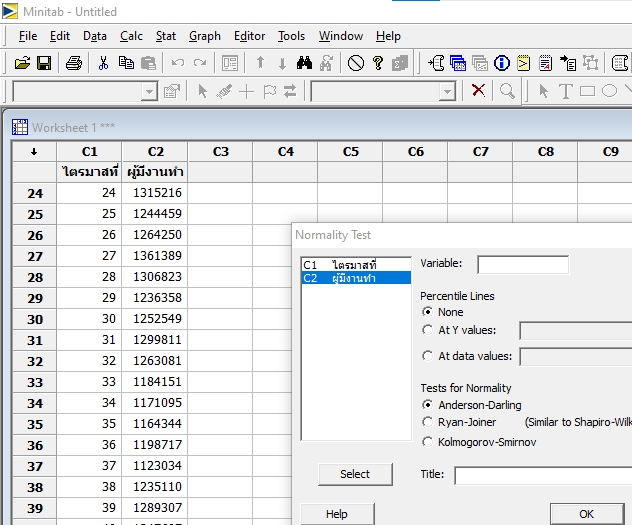 Minitab - Untitled
File Edit Data Calc Stat Graph Editor Tools Window Help
Worksheet 1 ***
C1 C2 C3 C4 C5 C6 C7 C8 C9
ไตรมาสที่ ผู้มีงานทำ
24 24 1315216
25 25 1244459
26 26 1264250
27 27 1361389
28 28 1306823
29 29 1236358
30 30 1252549
31 31 1299811
32 32 1263081
33 33 1184151
34 34 1171095
35 35 1164344
36 36 1198717
37 37 1123034
38 38 1235110
39 39 1289307
Normality Test
C1 ไตรมาสที่
C2 ผู้มีงานทำ
Variable:
Percentile Lines
None
At Y values:
At data values:
Tests for Normality
Anderson-Darling
Ryan-Joiner (Similar to Shapiro-Wilk
Kolmogorov-Smirnov
Select
Title:
Help
OK